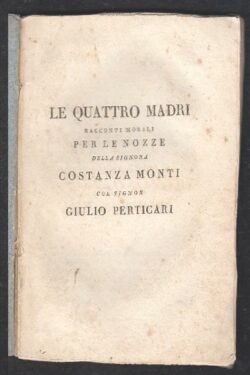 LE QUATTRO MADRI
RACCONTI MORALI
PER LE NOZZE
DELLA SIGNORA
COSTANZA MONTI
COL SIGNOR
GIULIO PERTICARI